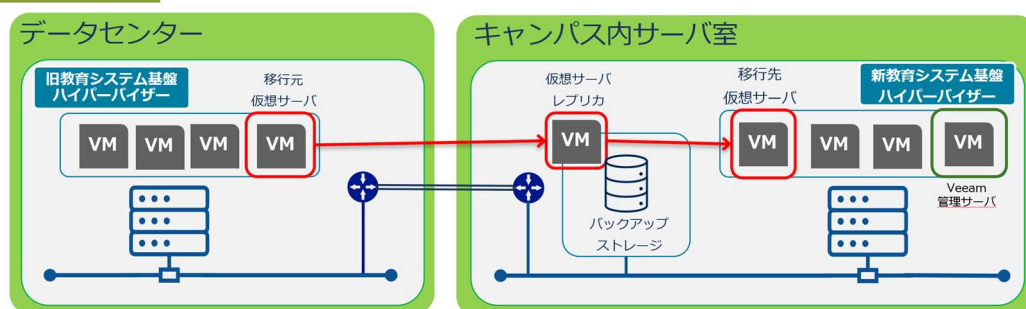 データセンター
旧教育システム基盤
ハイパーバイザー
移行元
仮想サーバ
VM
VM
VM
VM
キャンパス内サーバ室
仮想サーバ
レプリカ
VM
バックアップ
ストレージ
移行先
仮想サーバ
新教育システム基盤
ハイパーバイザー
VM
VM
VM
VM
Veeam
管理サーバ